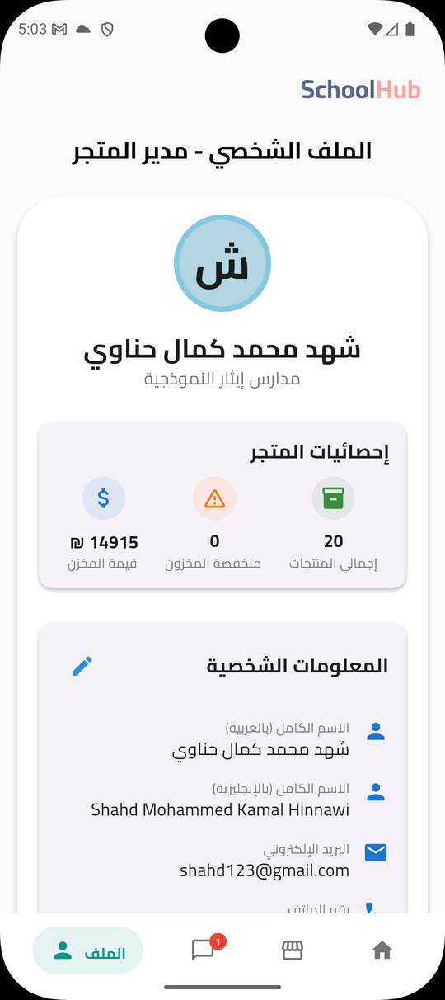 5:03
SchoolHub
الملف الشخصي - مدير المتجر
ش
شهد محمد كمال حناوي
مدارس إيثار النموذجية
إحصائيات المتجر
20
إجمالي المنتجات
0
منخفضة المخزون
14915 ₪
قيمة المخزن
المعلومات الشخصية
الاسم الكامل (بالعربية)
شهد محمد كمال حناوي
الاسم الكامل (بالإنجليزية)
Shahd Mohammed Kamal Hinnawi
البريد الإلكتروني
shahd123@gmail.com
رقم الهاتف
1
الملف